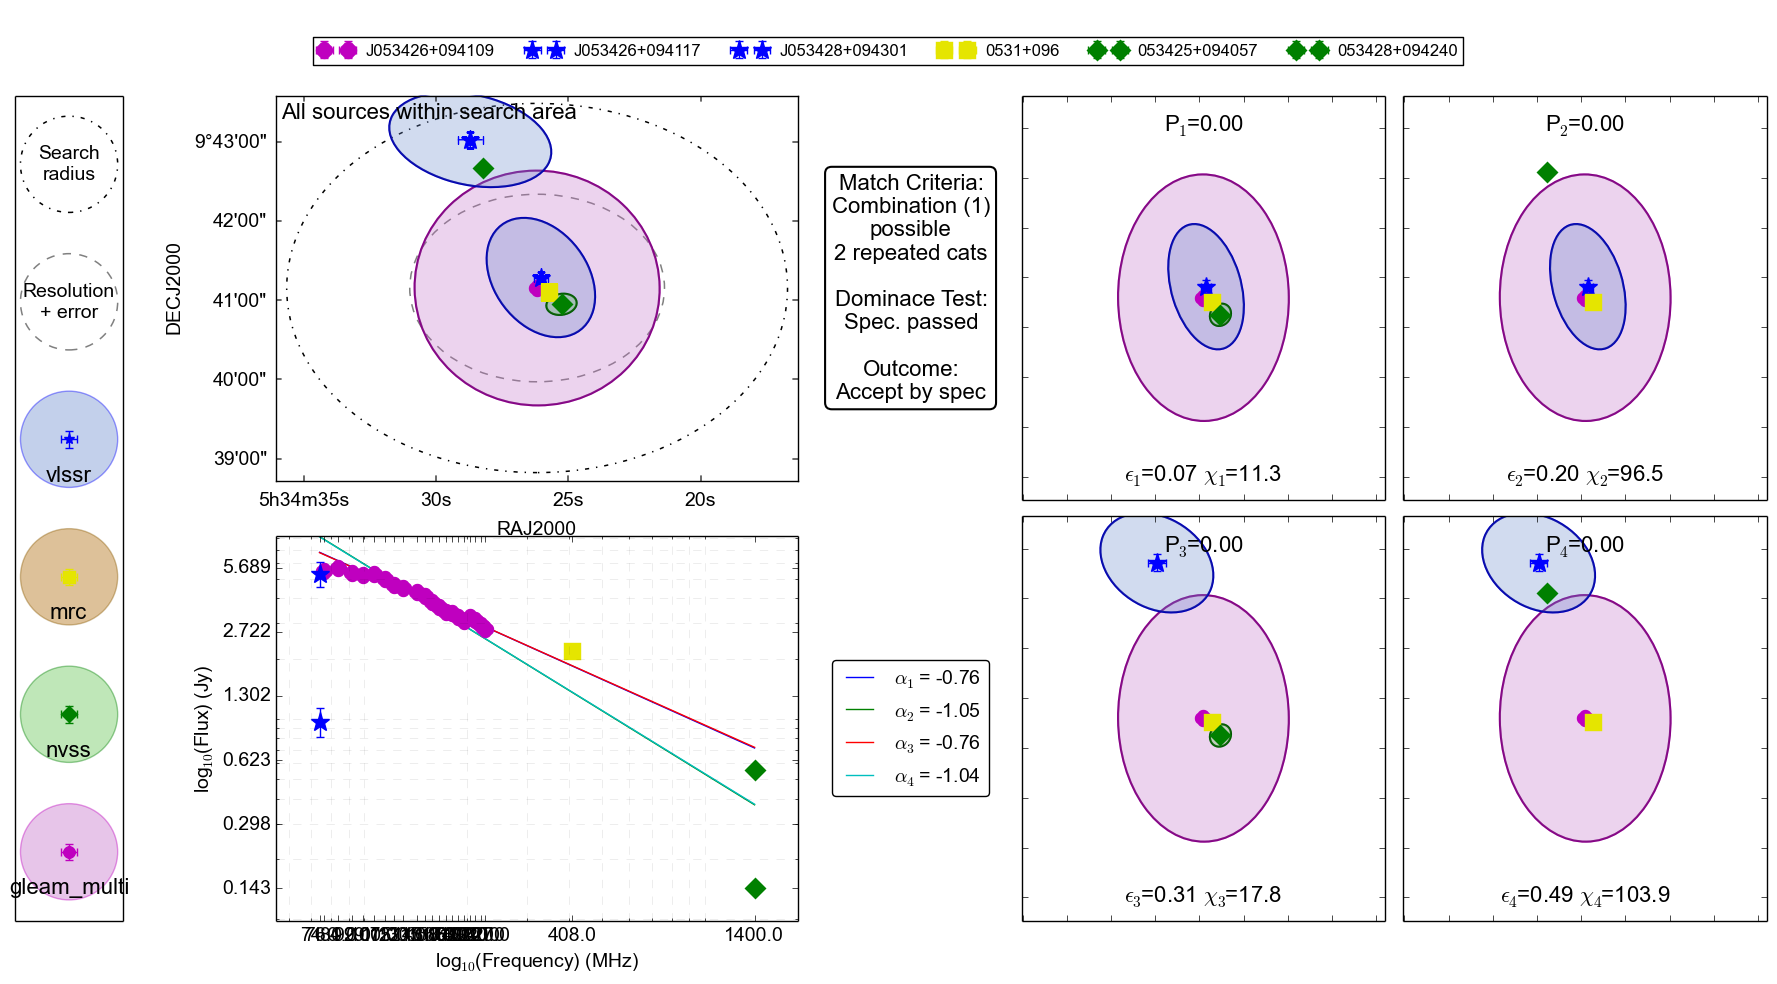 J053426+094109 J053426+094117 J053428+094301 0531+096 053425+094057 053428+094240
Search
radius
Resolution
+ error
vlssr
mrc
nvss
gleam_multi
All sources within search area
DECJ2000
9°43'00"
42'00"
41'00"
40'00"
39'00"
5h34m35s 30s 25s 20s
RAJ2000
Match Criteria:
Combination (1)
possible
2 repeated cats
Dominace Test:
Spec. passed
Outcome:
Accept by spec
P1=0.00
ϵ1=0.07 χ1=11.3
P2=0.00
ϵ2=0.20 χ2=96.5
log10(Flux) (Jy)
5.689
2.722
1.302
0.623
0.298
0.143
408.0 1400.0
log10(Frequency) (MHz)
α1 = -0.76
α2 = -1.05
α3 = -0.76
α4 = -1.04
P3=0.00
ϵ3=0.31 χ3=17.8
P4=0.00
ϵ4=0.49 χ4=103.9